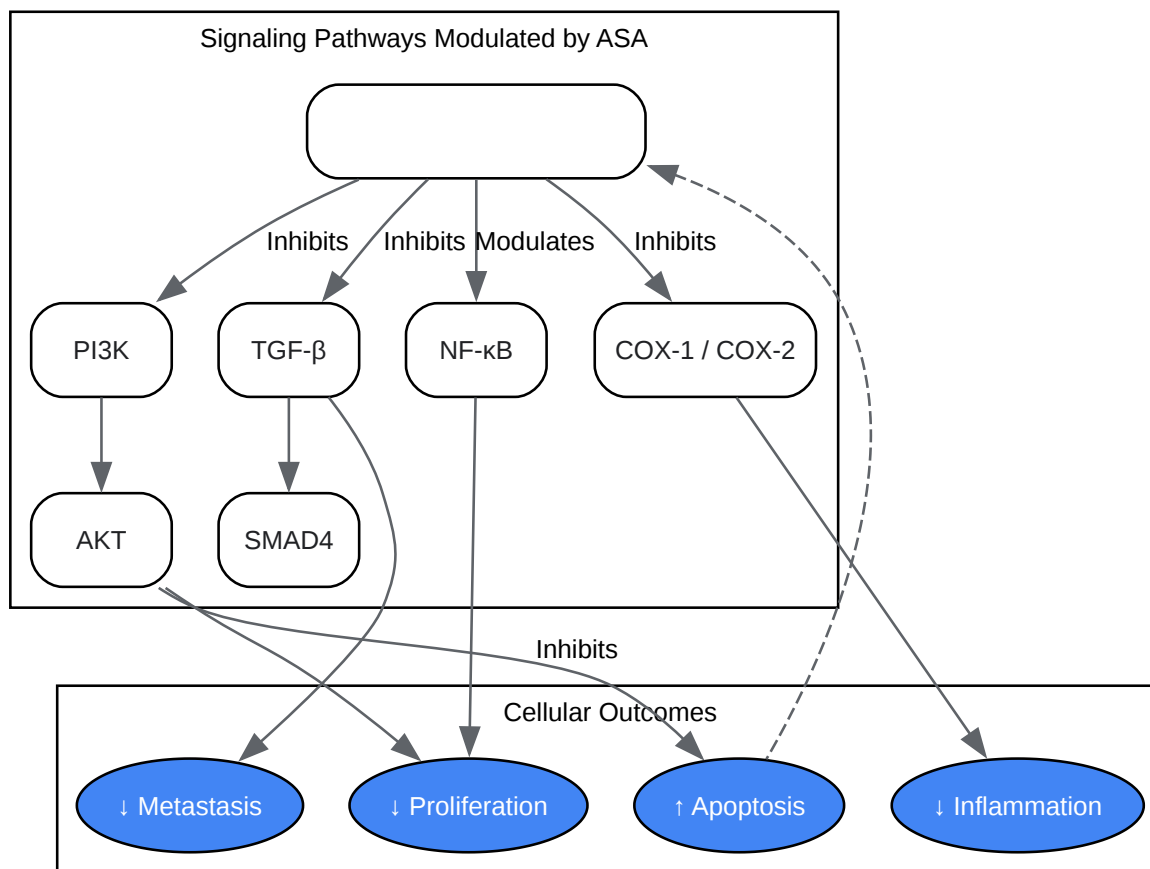 Signaling Pathways Modulated by ASA
Inhibits
Inhibits
Modulates
Inhibits
PI3K
TGF-β
NF-κB
COX-1 / COX-2
AKT
SMAD4
Inhibits
Cellular Outcomes
↓ Metastasis
↓ Proliferation
↑ Apoptosis
↓ Inflammation